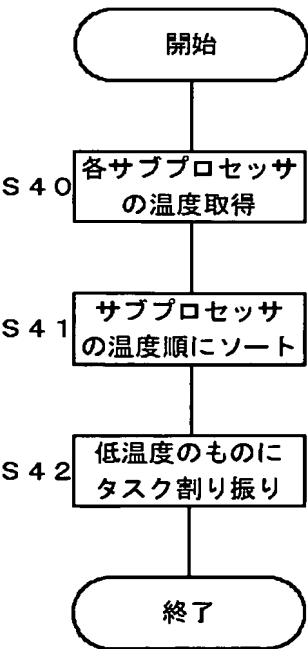 開始
S40 各サブプロセッサ
の温度取得
S41 サブプロセッサ
の温度順にソート
S42 低温度のものに
タスク割り振り
終了